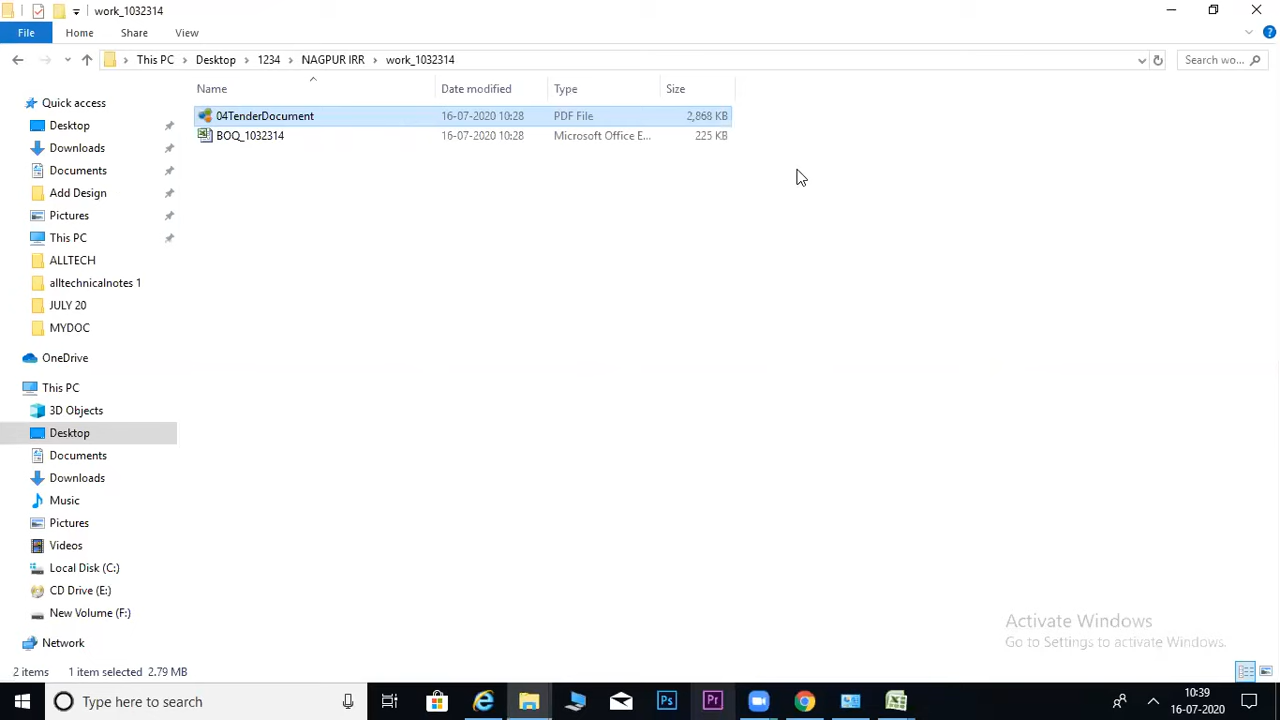 work_1032314
File
Home
Share
View
This PC
Desktop
1234
NAGPUR IRR
work_1032314
Search wo...
Name
Date modified
Type
Size
04TenderDocument
16-07-2020 10:28
PDF File
2,868 KB
BOQ_1032314
16-07-2020 10:28
Microsoft Office E...
225 KB
Quick access
Desktop
Downloads
Documents
Add Design
Pictures
This PC
ALLTECH
alltechnicalnotes 1
JULY 20
MYDOC
OneDrive
This PC
3D Objects
Desktop
Documents
Downloads
Music
Pictures
Videos
Local Disk (C:)
CD Drive (E:)
New Volume (F:)
Network
Activate Windows
Go to Settings to activate Windows.
2 items
1 item selected 2.79 MB
Type here to search
Ps
Pr
10:39
16-07-2020